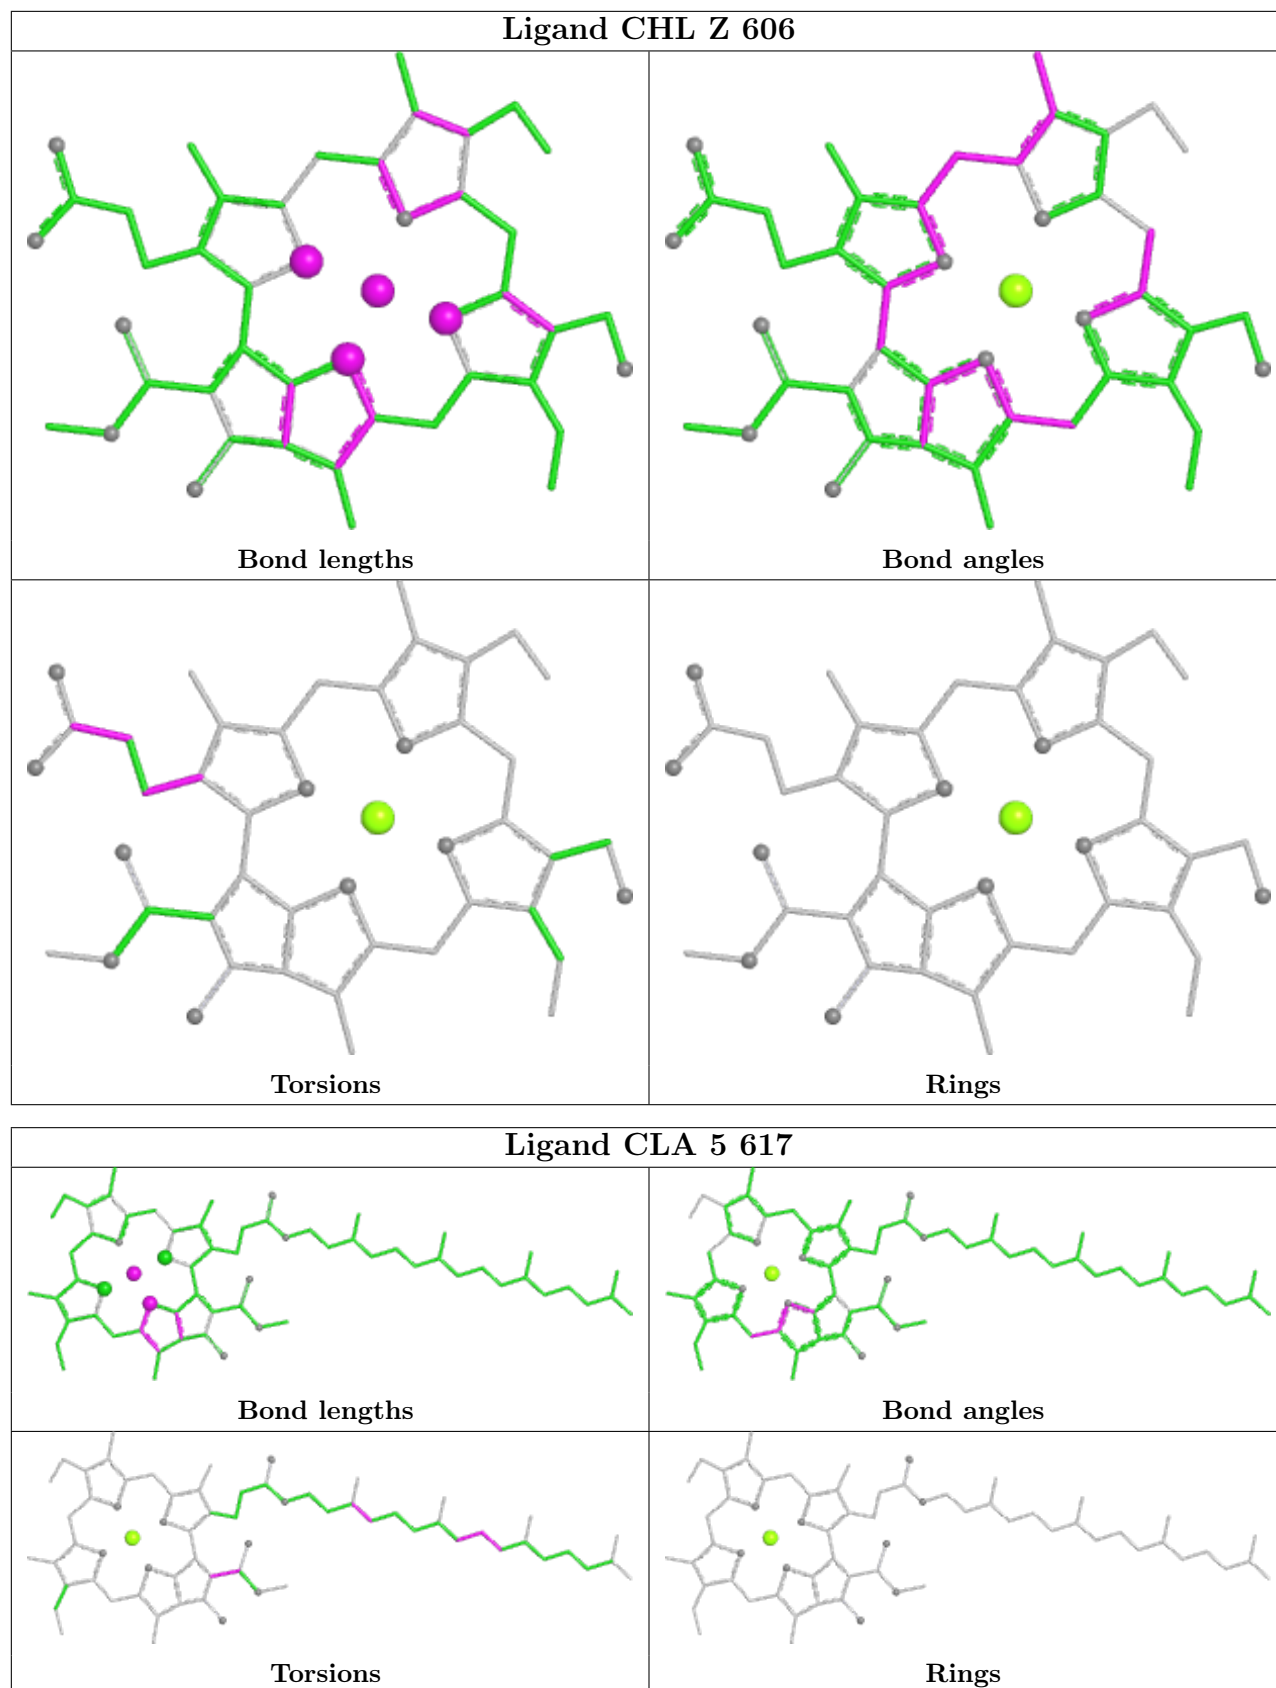 Ligand CHL Z 606
Bond lengths
Bond angles
Torsions
Rings
Ligand CLA 5 617
Bond lengths
Bond angles
Torsions
Rings